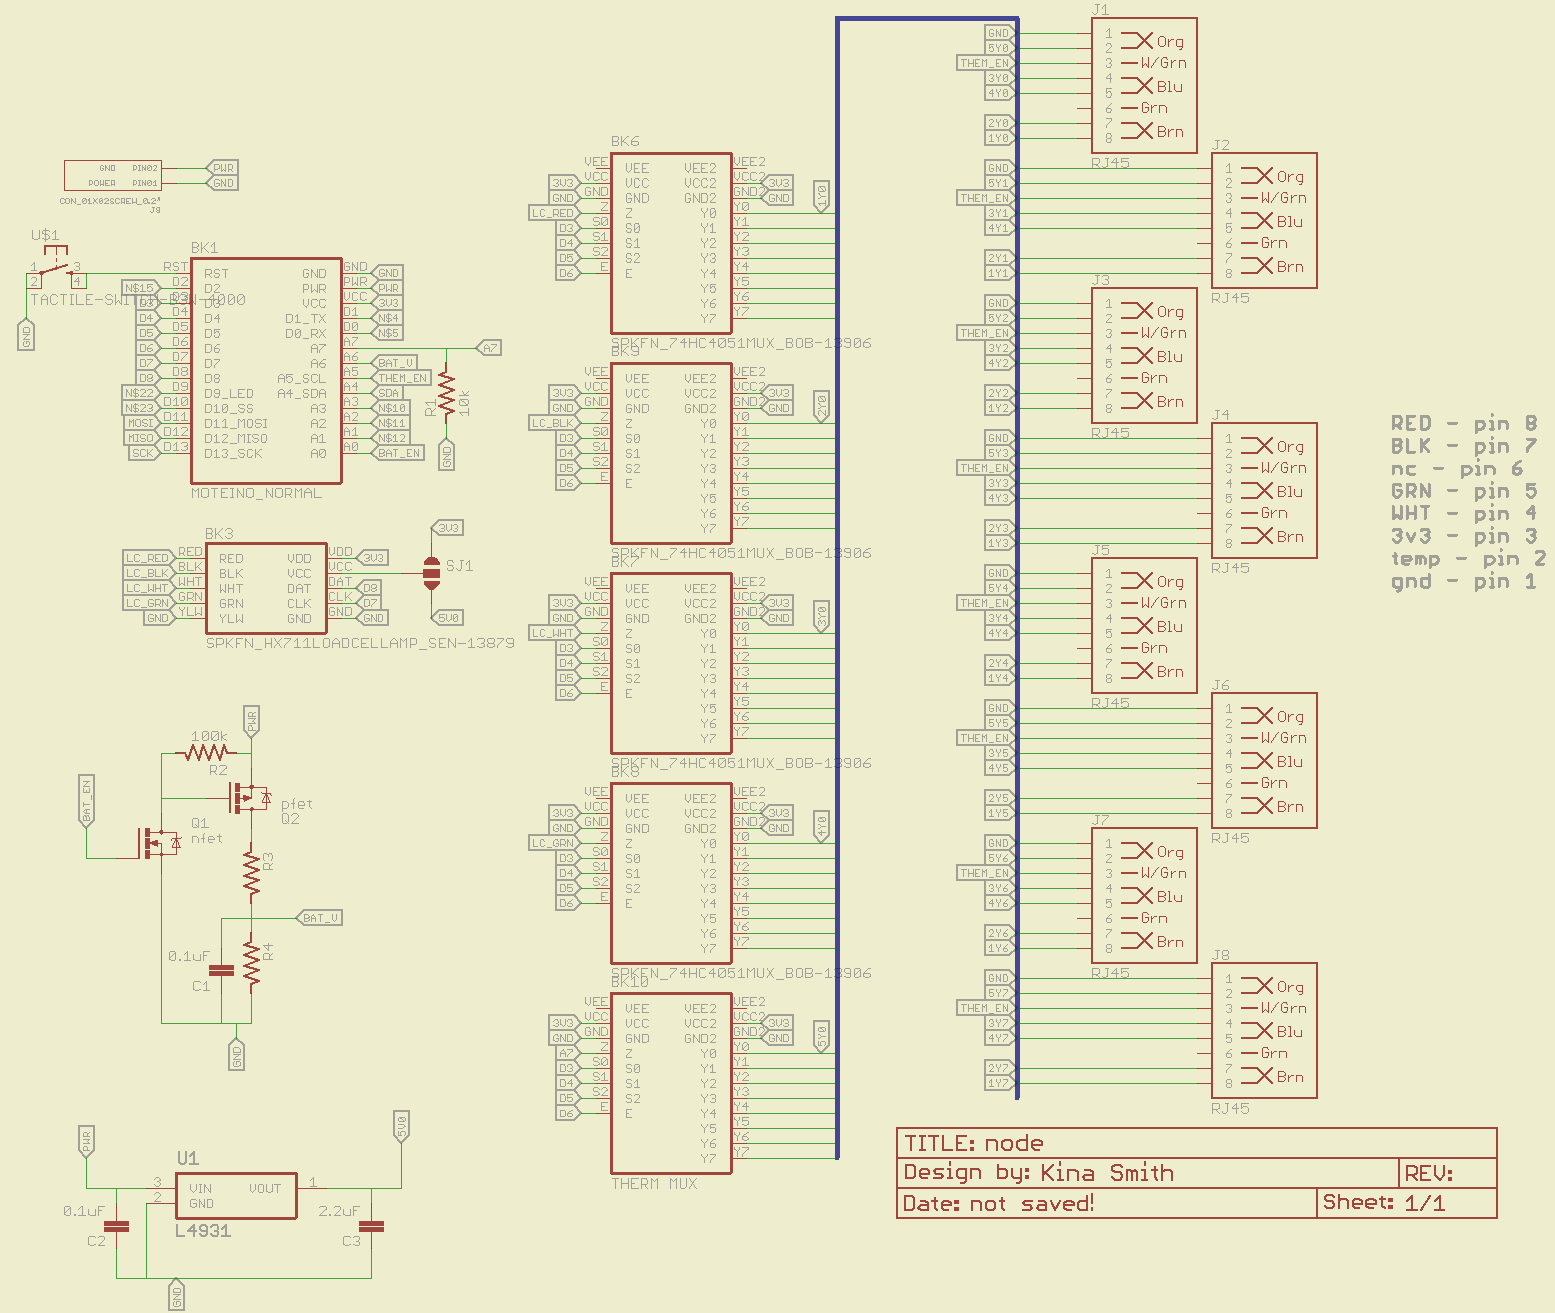 GND PIN02 PWR
POWER PIN01 GND
CON_01X02SCREW_0.2"
J9
U$1
1 3
2 4
TACTILE-SWITCH-BJN-4000
GND
BK1
RST RST GND GND GND
N$15 D2 D2 PWR PWR PWR
D3 D3 D3 VCC VCC 3V3
D4 D4 D4 D1_TX D1 N$4
D5 D5 D5 D0_RX D0 N$5
D6 D6 D6 A7 A7 A7
D7 D7 D7 A6 A6 BAT_V
D8 D8 D8 A5_SCL A5 THEM_EN
N$22 D9 D9_LED A4_SDA A4 SDA
N$23 D10 D10_SS A3 A3 N$10
MOSI D11 D11_MOSI A2 A2 N$11
MISO D12 D12_MISO A1 A1 N$12
SCK D13 D13_SCK A0 A0 BAT_EN
MOTEINO_NORMAL
R1
10k
GND
BK3
LC_RED RED RED VDD VDD 3V3
LC_BLK BLK BLK VCC VCC
LC_WHT WHT WHT DAT DAT D8
LC_GRN GRN GRN CLK CLK D7
GND YLW YLW GND GND GND
SPKFN_HX711LOADCELLAMP_SEN-13879
3V3
SJ1
5V0
PWR
100k
R2
BAT_EN
pfet
Q2
Q1
nfet
R3
BAT_V
R4
0.1uF
C1
GND
PWR
5V0
U1
3 VIN VOUT 1
2 GND
L4931
0.1uF
C2
2.2uF
C3
GND
BK6
VEE VEE VEE2 VEE2
3V3 VCC VCC VCC2 VCC2 3V3
GND GND GND GND2 GND2 GND
LC_RED Z Z Y0 Y0 1Y0
D3 S0 S0 Y1 Y1
D4 S1 S1 Y2 Y2
D5 S2 S2 Y3 Y3
D6 E E Y4 Y4
Y5 Y5
Y6 Y6
Y7 Y7
SPKFN_74HC4051MUX_BOB-13906
BK9
VEE VEE VEE2 VEE2
3V3 VCC VCC VCC2 VCC2 3V3
GND GND GND GND2 GND2 GND
LC_BLK Z Z Y0 Y0 2Y0
D3 S0 S0 Y1 Y1
D4 S1 S1 Y2 Y2
D5 S2 S2 Y3 Y3
D6 E E Y4 Y4
Y5 Y5
Y6 Y6
Y7 Y7
SPKFN_74HC4051MUX_BOB-13906
BK7
VEE VEE VEE2 VEE2
3V3 VCC VCC VCC2 VCC2 3V3
GND GND GND GND2 GND2 GND
LC_WHT Z Z Y0 Y0 3Y0
D3 S0 S0 Y1 Y1
D4 S1 S1 Y2 Y2
D5 S2 S2 Y3 Y3
D6 E E Y4 Y4
Y5 Y5
Y6 Y6
Y7 Y7
SPKFN_74HC4051MUX_BOB-13906
BK8
VEE VEE VEE2 VEE2
3V3 VCC VCC VCC2 VCC2 3V3
GND GND GND GND2 GND2 GND
LC_GRN Z Z Y0 Y0 4Y0
D3 S0 S0 Y1 Y1
D4 S1 S1 Y2 Y2
D5 S2 S2 Y3 Y3
D6 E E Y4 Y4
Y5 Y5
Y6 Y6
Y7 Y7
SPKFN_74HC4051MUX_BOB-13906
BK10
VEE VEE VEE2 VEE2
3V3 VCC VCC VCC2 VCC2 3V3
GND GND GND GND2 GND2 GND
A7 Z Z Y0 Y0 5Y0
D3 S0 S0 Y1 Y1
D4 S1 S1 Y2 Y2
D5 S2 S2 Y3 Y3
D6 E E Y4 Y4
Y5 Y5
Y6 Y6
Y7 Y7
THERM MUX
J1
GND 1 Org
5Y0 2
THEM_EN 3 W/Grn
3Y0 4 Blu
4Y0 5
6 Grn
2Y0 7 Brn
1Y0 8
RJ45
J2
GND 1 Org
5Y1 2
THEM_EN 3 W/Grn
3Y1 4 Blu
4Y1 5
6 Grn
2Y1 7 Brn
1Y1 8
RJ45
J3
GND 1 Org
5Y2 2
THEM_EN 3 W/Grn
3Y2 4 Blu
4Y2 5
6 Grn
2Y2 7 Brn
1Y2 8
RJ45
J4
GND 1 Org
5Y3 2
THEM_EN 3 W/Grn
3Y3 4 Blu
4Y3 5
6 Grn
2Y3 7 Brn
1Y3 8
RJ45
J5
GND 1 Org
5Y4 2
THEM_EN 3 W/Grn
3Y4 4 Blu
4Y4 5
6 Grn
2Y4 7 Brn
1Y4 8
RJ45
J6
GND 1 Org
5Y5 2
THEM_EN 3 W/Grn
3Y5 4 Blu
4Y5 5
6 Grn
2Y5 7 Brn
1Y5 8
RJ45
J7
GND 1 Org
5Y6 2
THEM_EN 3 W/Grn
3Y6 4 Blu
4Y6 5
6 Grn
2Y6 7 Brn
1Y6 8
RJ45
J8
GND 1 Org
5Y7 2
THEM_EN 3 W/Grn
3Y7 4 Blu
4Y7 5
6 Grn
2Y7 7 Brn
1Y7 8
RJ45
RED - pin 8
BLK - pin 7
nc - pin 6
GRN - pin 5
WHT - pin 4
3v3 - pin 3
temp - pin 2
gnd - pin 1
TITLE: node
Design by: Kina Smith REV:
Date: not saved! Sheet: 1/1